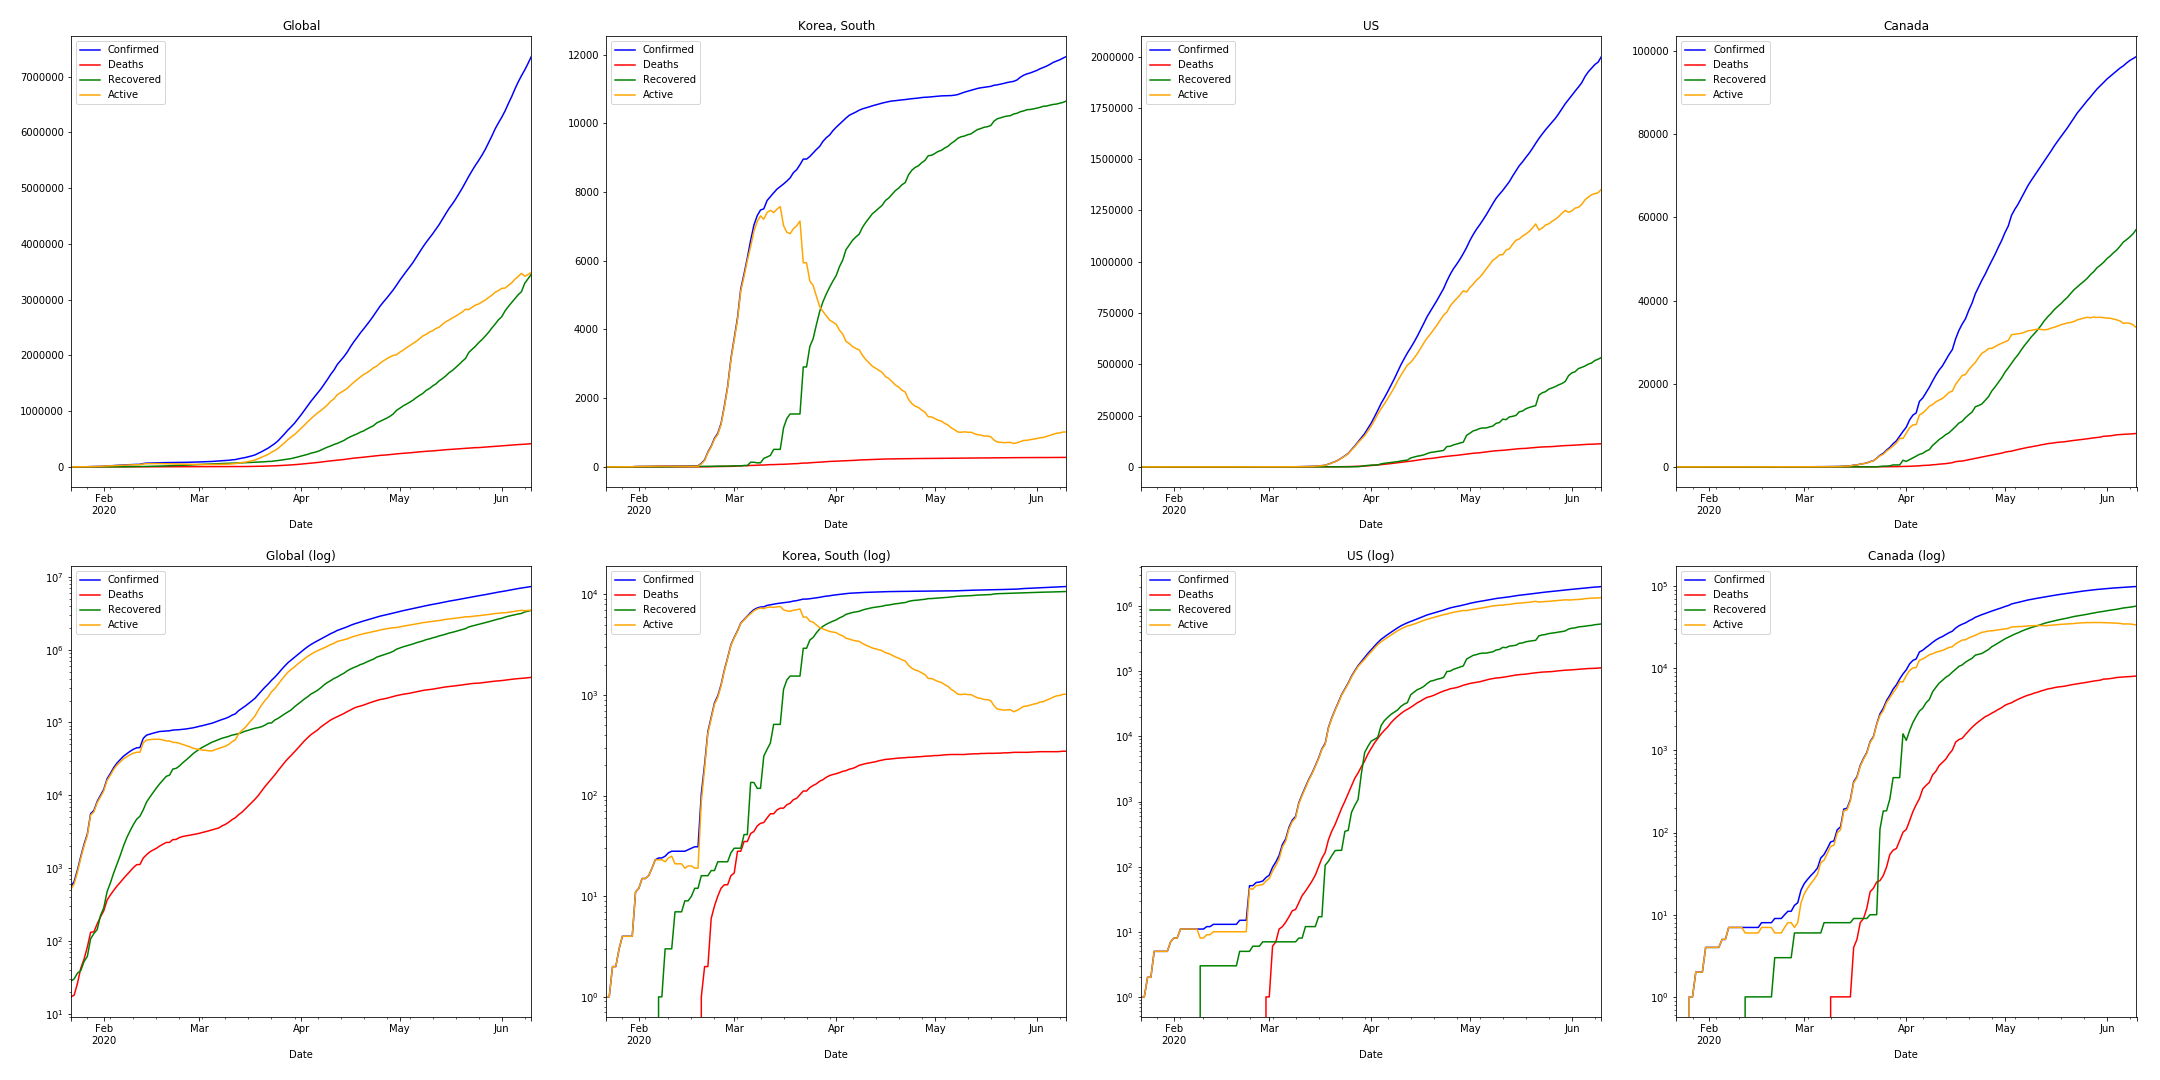 Global
Confirmed
Deaths
Recovered
Active
7000000
6000000
5000000
4000000
3000000
2000000
1000000
0
Feb Mar Apr May Jun
2020
Date
Korea, South
Confirmed
Deaths
Recovered
Active
12000
10000
8000
6000
4000
2000
0
Feb Mar Apr May Jun
2020
Date
US
Confirmed
Deaths
Recovered
Active
2000000
1750000
1500000
1250000
1000000
750000
500000
250000
0
Feb Mar Apr May Jun
2020
Date
Canada
Confirmed
Deaths
Recovered
Active
100000
80000
60000
40000
20000
0
Feb Mar Apr May Jun
2020
Date
Global (log)
Confirmed
Deaths
Recovered
Active
10⁷
10⁶
10⁵
10⁴
10³
10²
10¹
Feb Mar Apr May Jun
2020
Date
Korea, South (log)
Confirmed
Deaths
Recovered
Active
10⁴
10³
10²
10¹
10⁰
Feb Mar Apr May Jun
2020
Date
US (log)
Confirmed
Deaths
Recovered
Active
10⁶
10⁵
10⁴
10³
10²
10¹
10⁰
Feb Mar Apr May Jun
2020
Date
Canada (log)
Confirmed
Deaths
Recovered
Active
10⁵
10⁴
10³
10²
10¹
10⁰
Feb Mar Apr May Jun
2020
Date